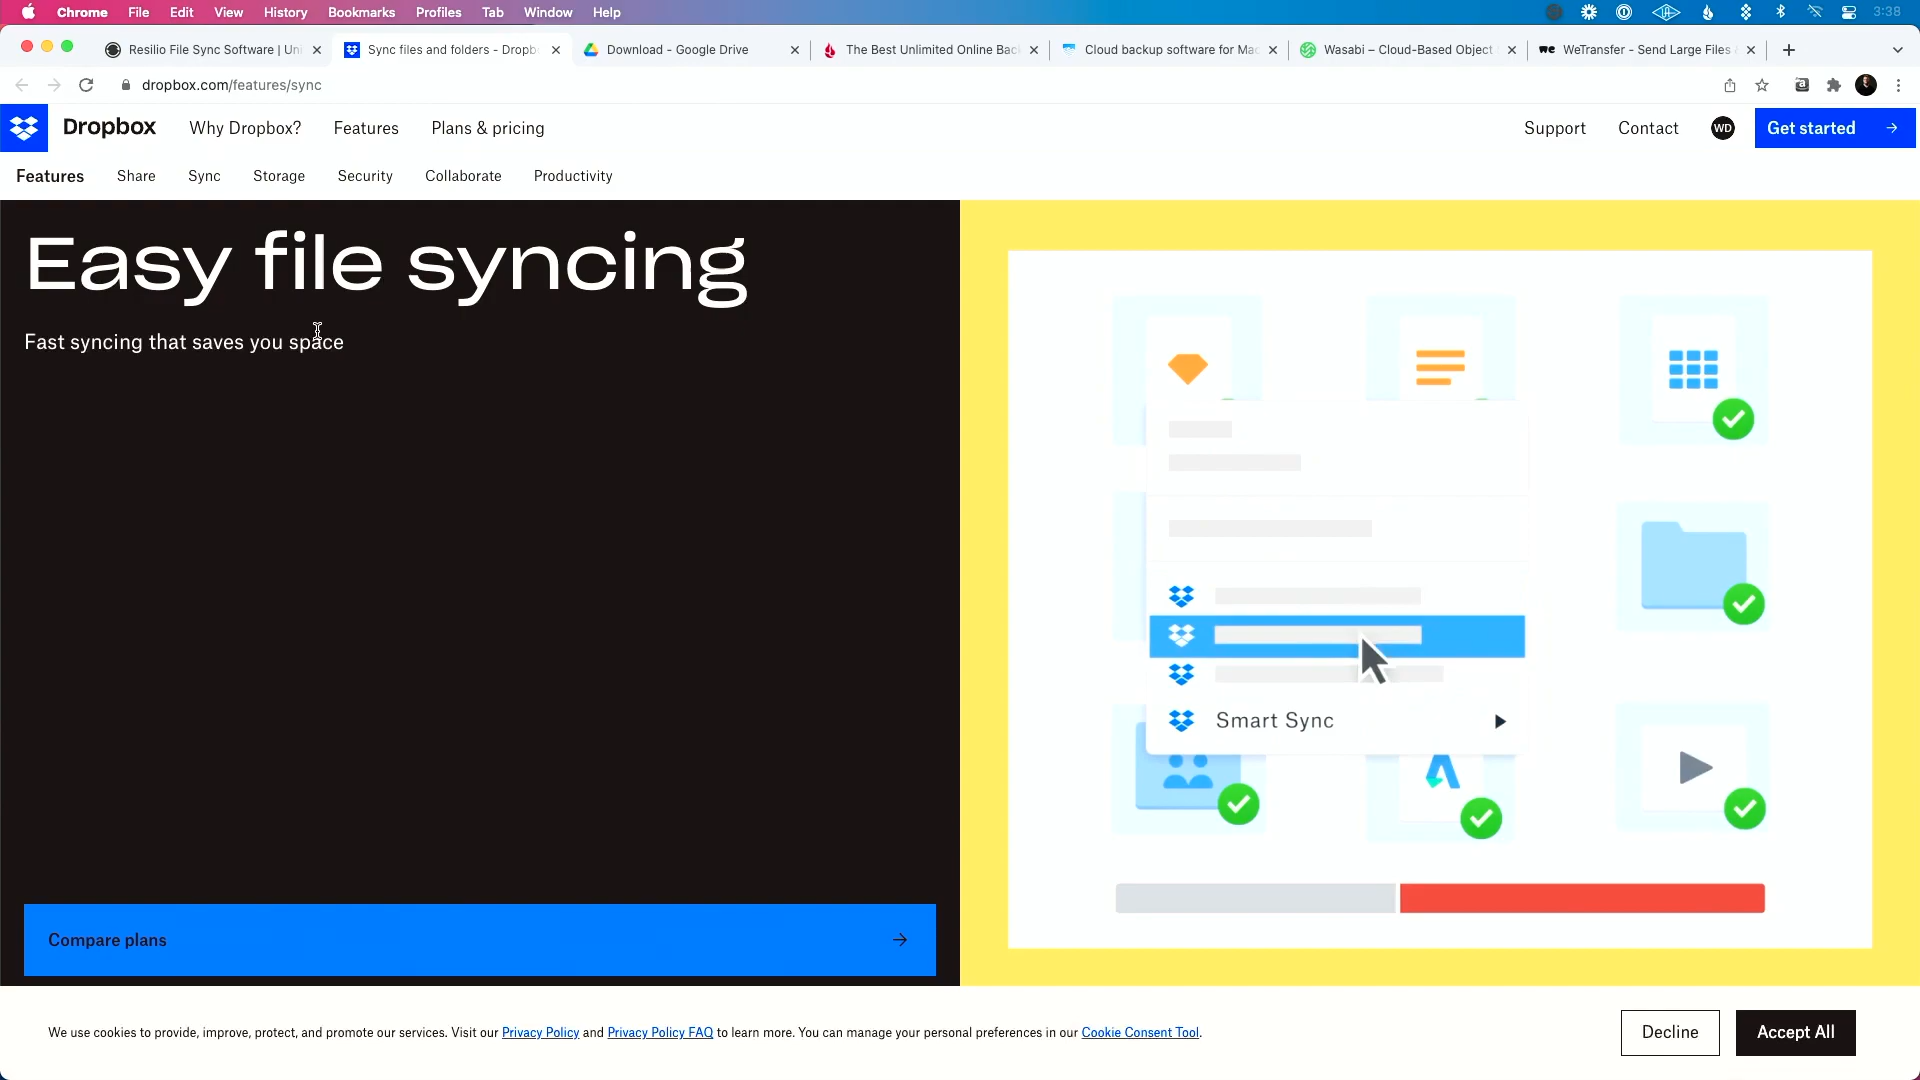 Chrome File Edit View History Bookmarks Profiles Tab Window Help 3:38
Resilio File Sync Software | Uni
Sync files and folders - Dropb
Download - Google Drive
The Best Unlimited Online Bac
Cloud backup software for Mac
Wasabi – Cloud-Based Object
WeTransfer - Send Large Files
dropbox.com/features/sync
Dropbox Why Dropbox? Features Plans & pricing Support Contact WD Get started
Features Share Sync Storage Security Collaborate Productivity
Easy file syncing
Fast syncing that saves you space
Smart Sync
Compare plans
We use cookies to provide, improve, protect, and promote our services. Visit our Privacy Policy and Privacy Policy FAQ to learn more. You can manage your personal preferences in our Cookie Consent Tool.
Decline Accept All